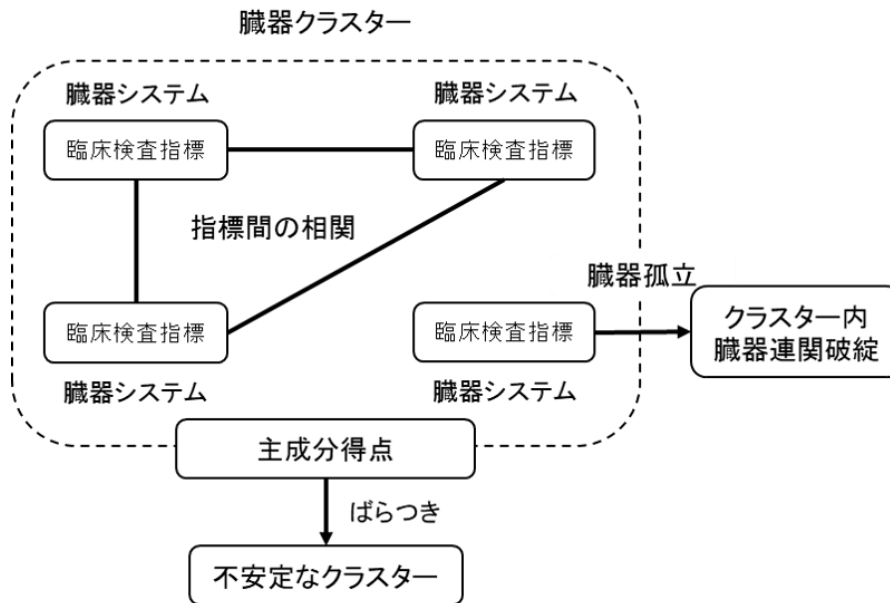 臓器クラスター
臓器システム
臓器システム
臨床検査指標
臨床検査指標
指標間の相関
臓器孤立
臨床検査指標
臨床検査指標
クラスター内
臓器連関破綻
臓器システム
臓器システム
主成分得点
ばらつき
不安定なクラスター